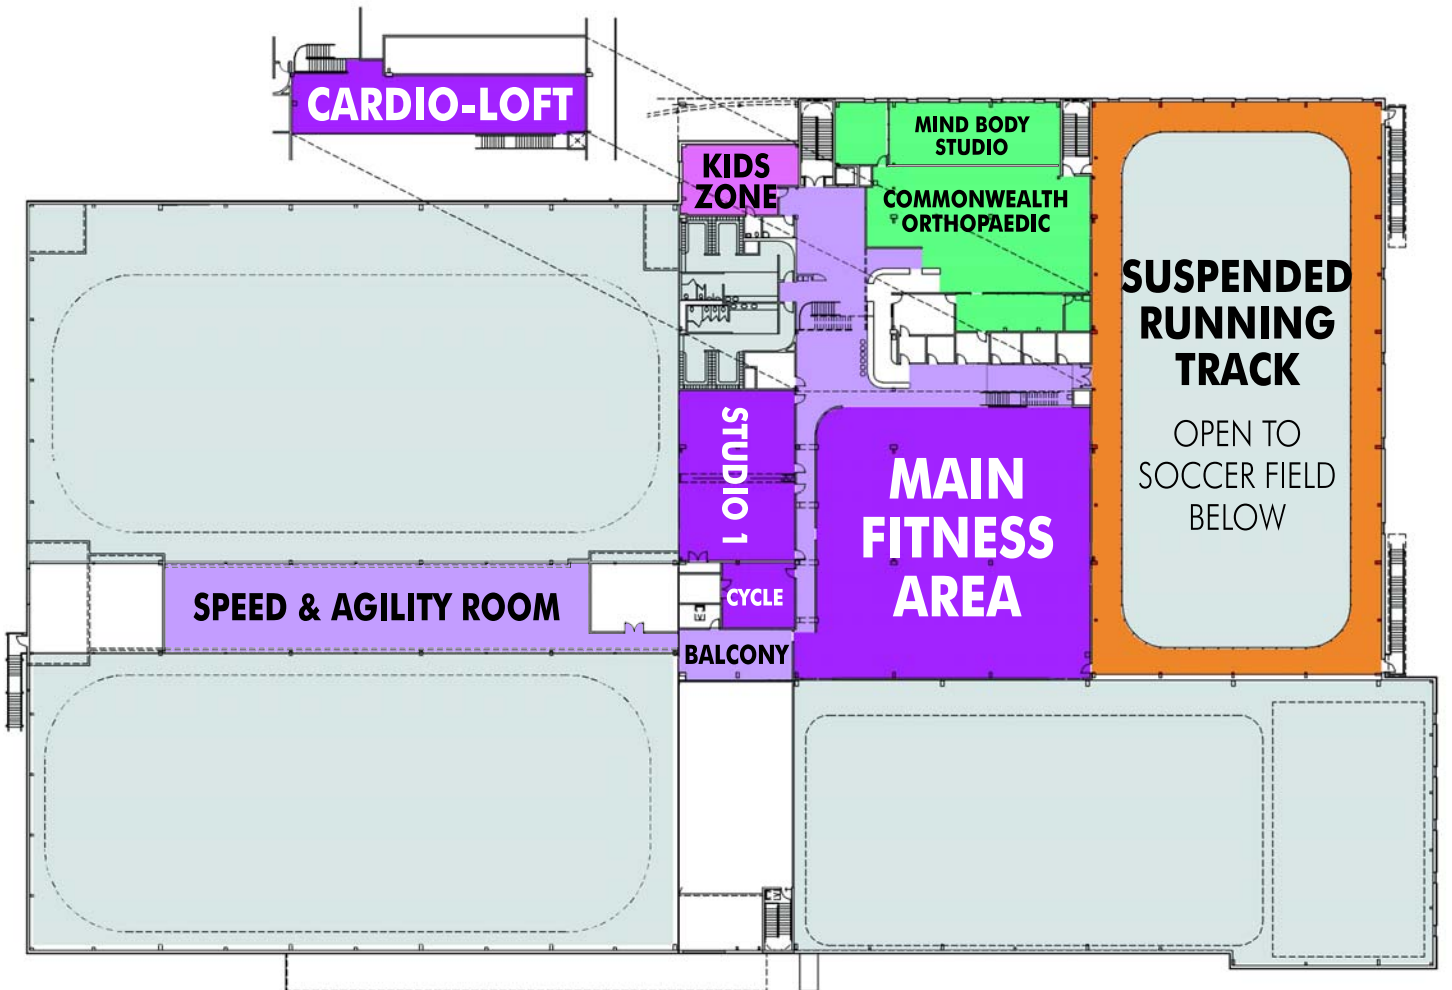 CARDIO-LOFT
MIND BODY
STUDIO
KIDS
ZONE
COMMONWEALTH
ORTHOPAEDIC
SUSPENDED
RUNNING
TRACK
OPEN TO
SOCCER FIELD
BELOW
STUDIO 1
MAIN
FITNESS
AREA
SPEED & AGILITY ROOM
CYCLE
BALCONY